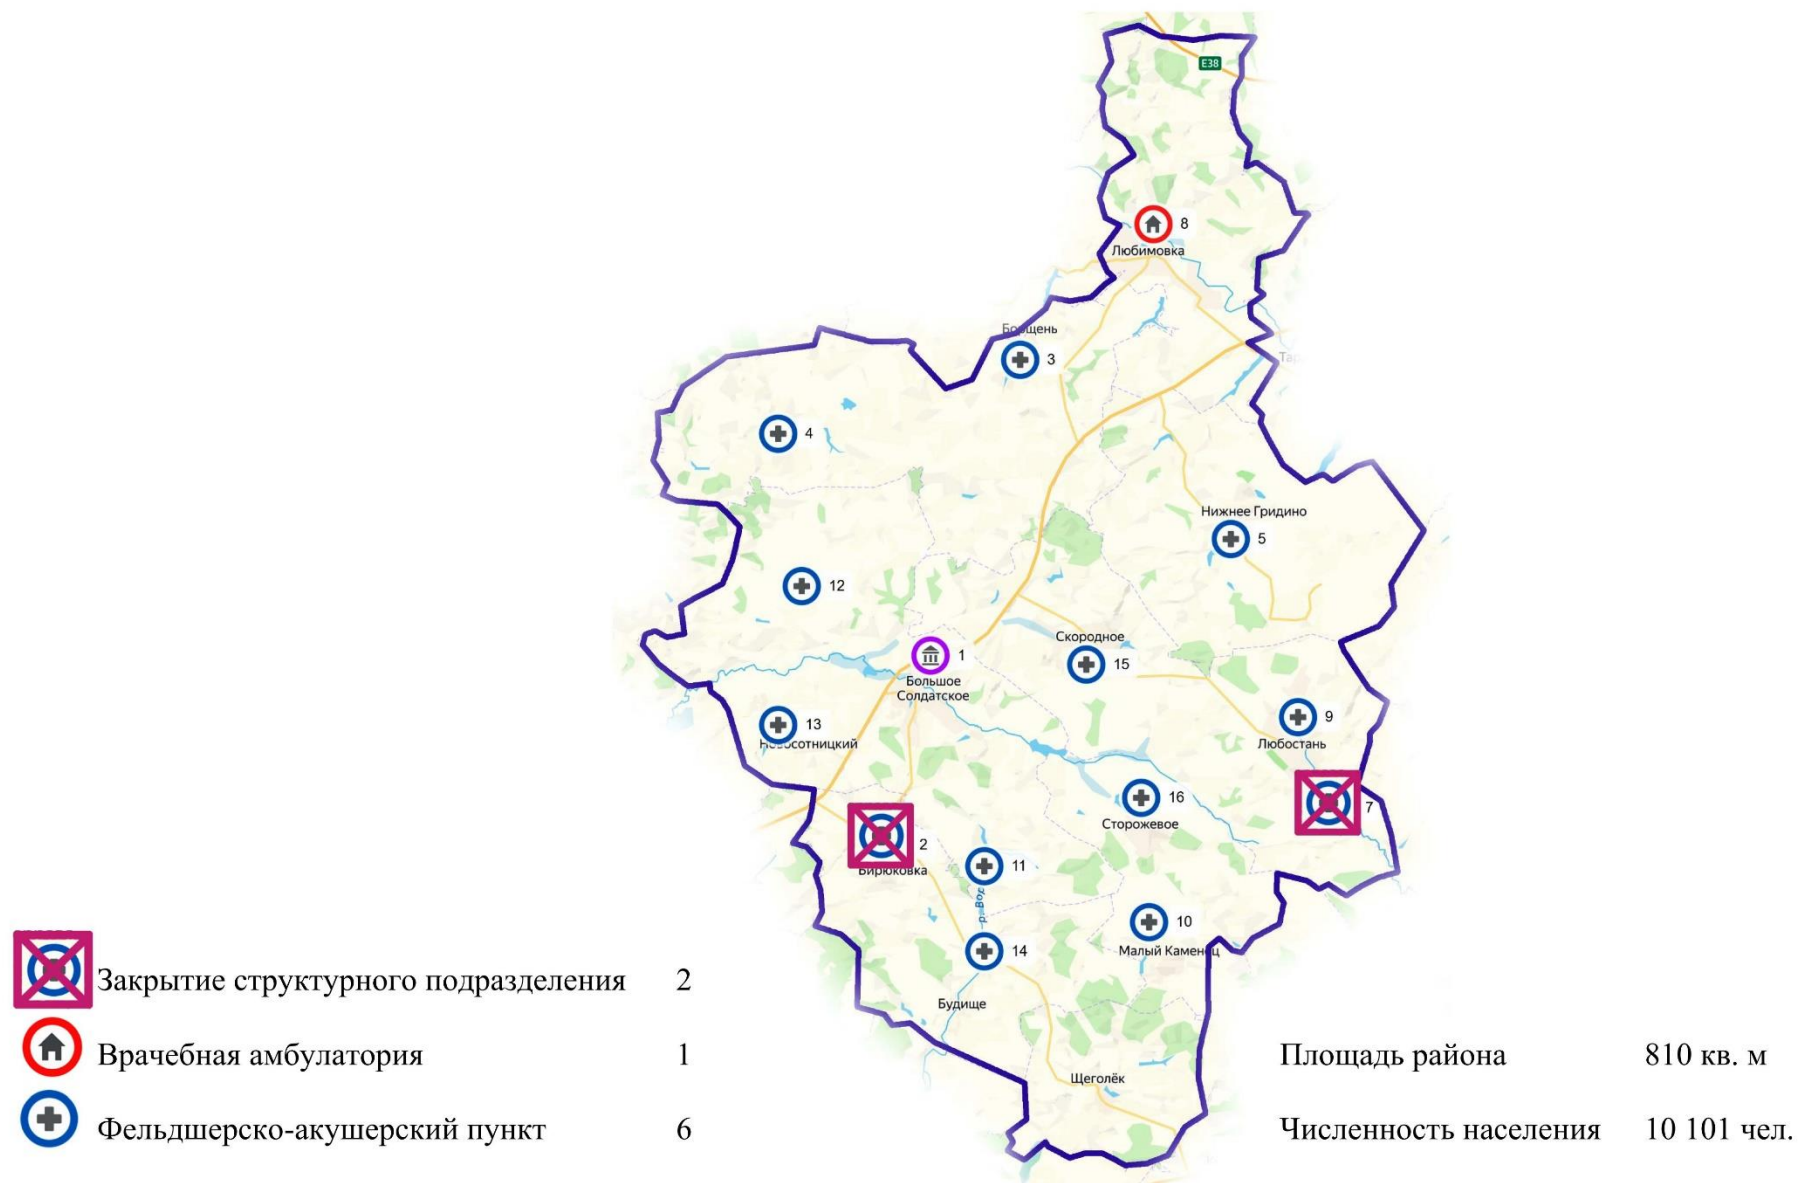 E38
8
Любимовка
Борщень
3
4
Нижнее Гридино
5
12
Скородное
15
1
Большое
Солдатское
13
Новосотницкий
9
Любостань
7
16
Сторожевое
2
Бирюковка
11
10
Малый Каменец
14
Будище
Щеголёк
Закрытие структурного подразделения 2
Врачебная амбулатория 1
Фельдшерско-акушерский пункт 6
Площадь района 810 кв. м
Численность населения 10 101 чел.